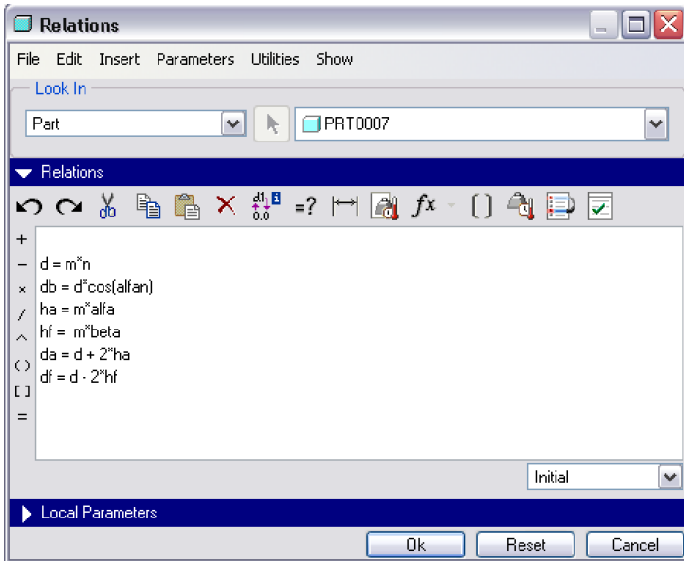 Relations
File Edit Insert Parameters Utilities Show
Look In
Part PRT0007
Relations
d1 0.0 =? fx [ ]
+
- d = m*n
× db = d*cos(alfan)
/ ha = m*alfa
^ hf = m*beta
() da = d + 2*ha
[] df = d - 2*hf
=
Initial
Local Parameters
Ok Reset Cancel